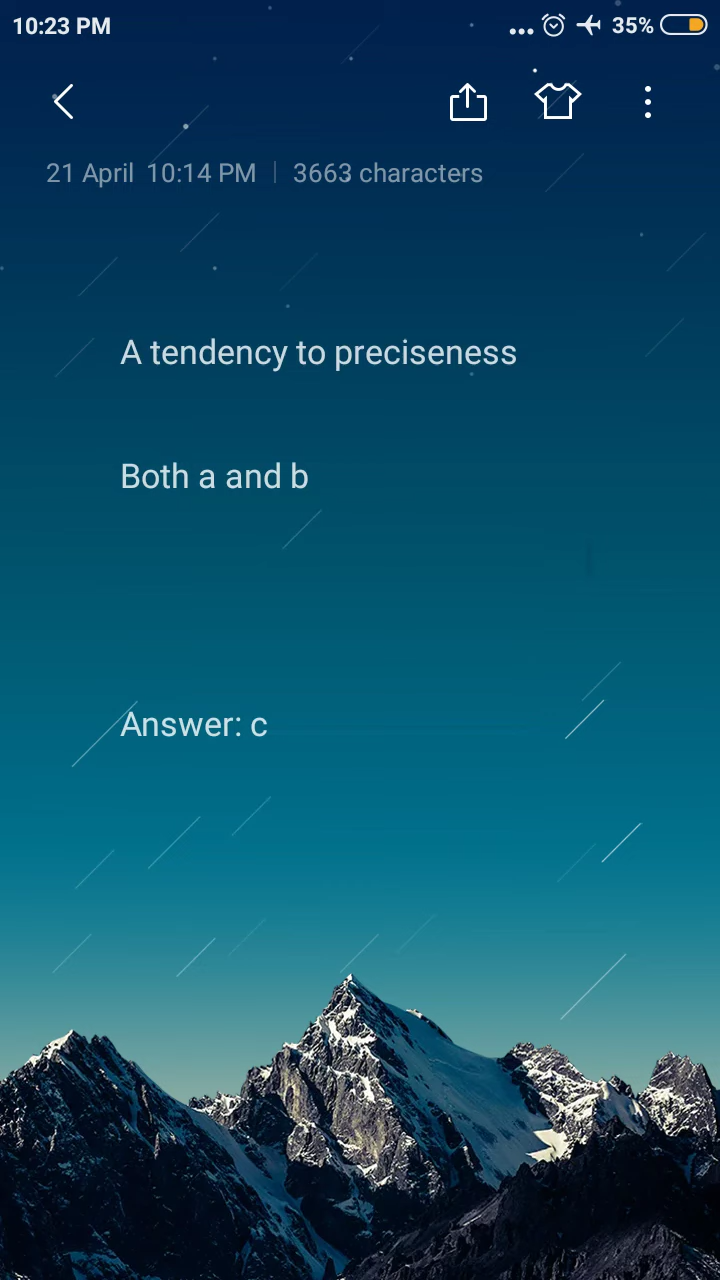 10:23 PM 35%
21 April 10:14 PM | 3663 characters
A tendency to preciseness
Both a and b
Answer: c